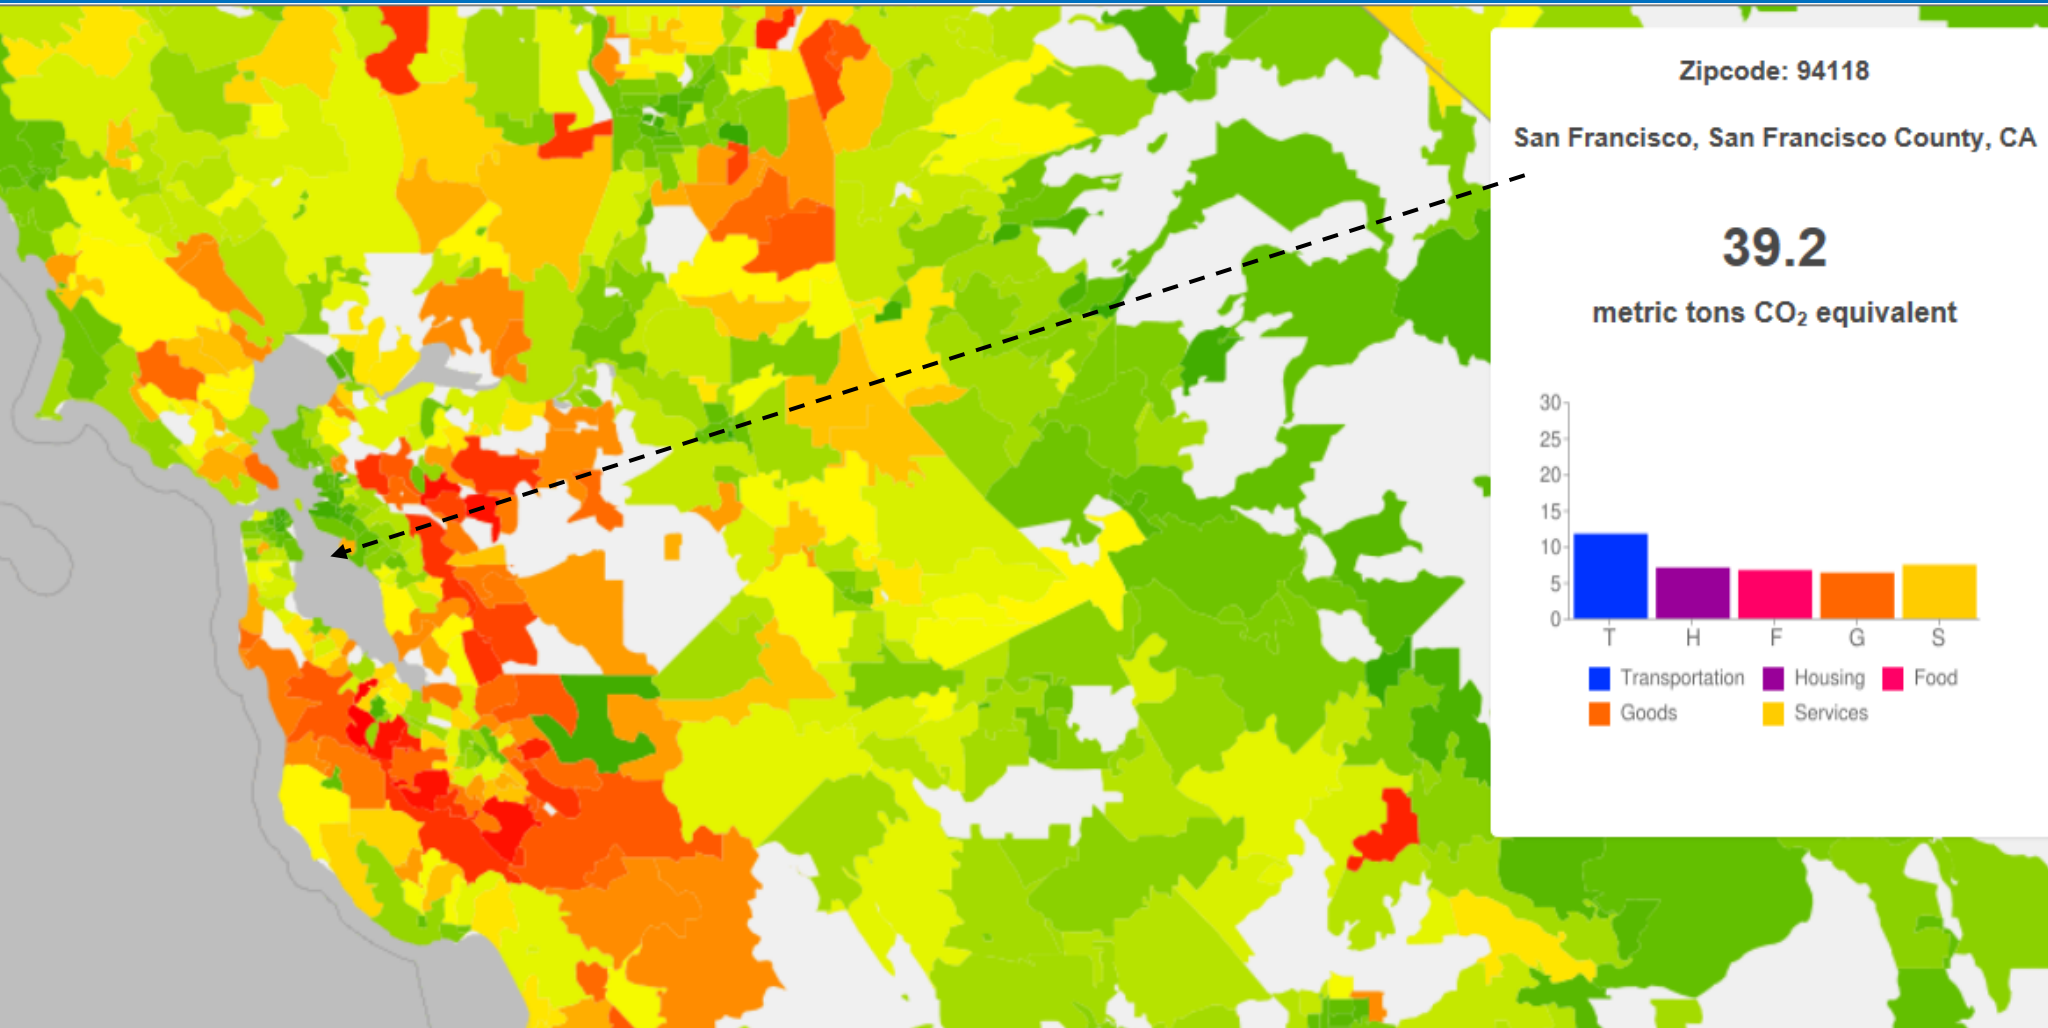 Zipcode: 94118
San Francisco, San Francisco County, CA
39.2
metric tons CO₂ equivalent
30
25
20
15
10
5
0
T H F G S
Transportation Housing Food
Goods Services